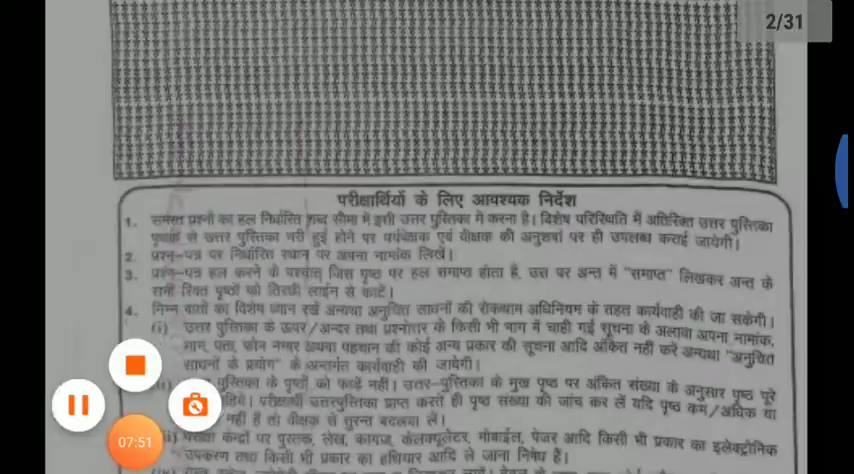 2/31
परीक्षार्थियों के लिए आवश्यक निर्देश
1. समस्त प्रश्नों का हल निर्धारित शब्द सीमा में इसी उत्तर पुस्तिका में करना है। विशेष परिस्थिति में अतिरिक्त उत्तर पुस्तिका
पृथक से उत्तर पुस्तिका भरी हुई होने पर पर्यवेक्षक एवं वीक्षक की अनुशंषा पर ही उपलब्ध कराई जायेगी।
2. प्रश्न-पत्र पर निर्धारित स्थान पर अपना नामांक लिखें।
3. प्रश्न-पत्र हल करने के पश्चात् जिस पृष्ठ पर हल समाप्त होता है, उस पर अन्त में "समाप्त" लिखकर अन्त के
सभी रिक्त पृष्ठों को तिरछी लाईन से काटें।
4. निम्न बातों का विशेष ध्यान रखें अन्यथा अनुचित साधनों की रोकथाम अधिनियम के तहत कार्यवाही की जा सकेगी।
(i) उत्तर पुस्तिका के ऊपर/अन्दर तथा प्रश्नोत्तर के किसी भी भाग में चाही गई सूचना के अलावा अपना नामांक,
नाम, पता, फोन नम्बर अथवा पहचान की कोई अन्य प्रकार की सूचना आदि अंकित नहीं करें अन्यथा "अनुचित
साधनों के प्रयोग" के अन्तर्गत कार्यवाही की जायेगी।
पुस्तिका के पृष्ठों को फाड़े नहीं। उत्तर-पुस्तिका के मुख पृष्ठ पर अंकित संख्या के अनुसार पृष्ठ पूरे
परीक्षार्थी उत्तरपुस्तिका प्राप्त करते ही पृष्ठ संख्या की जांच कर लें यदि पृष्ठ कम/अधिक या
नहीं है तो वीक्षक से तुरन्त बदलवा लें।
परीक्षा केन्द्रों पर पुस्तक, लेख, कागज, कैलक्यूलेटर, मोबाईल, पेजर आदि किसी भी प्रकार का इलेक्ट्रोनिक
उपकरण तथा किसी भी प्रकार का हथियार आदि ले जाना निषेध है।
07:51